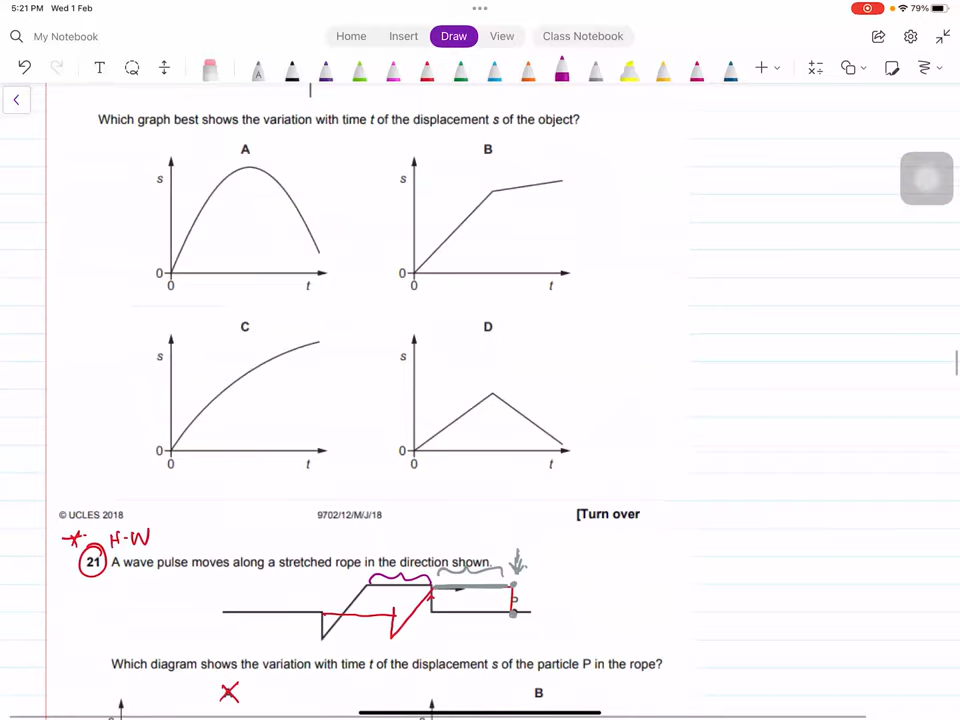 5:21 PM Wed 1 Feb
79%
My Notebook
Home Insert Draw View Class Notebook
Which graph best shows the variation with time t of the displacement s of the object?
A B
s s
0 0
0 t 0 t
C D
s s
0 0
0 t 0 t
© UCLES 2018 9702/12/M/J/18 [Turn over
H-W
21 A wave pulse moves along a stretched rope in the direction shown.
Which diagram shows the variation with time t of the displacement s of the particle P in the rope?
B